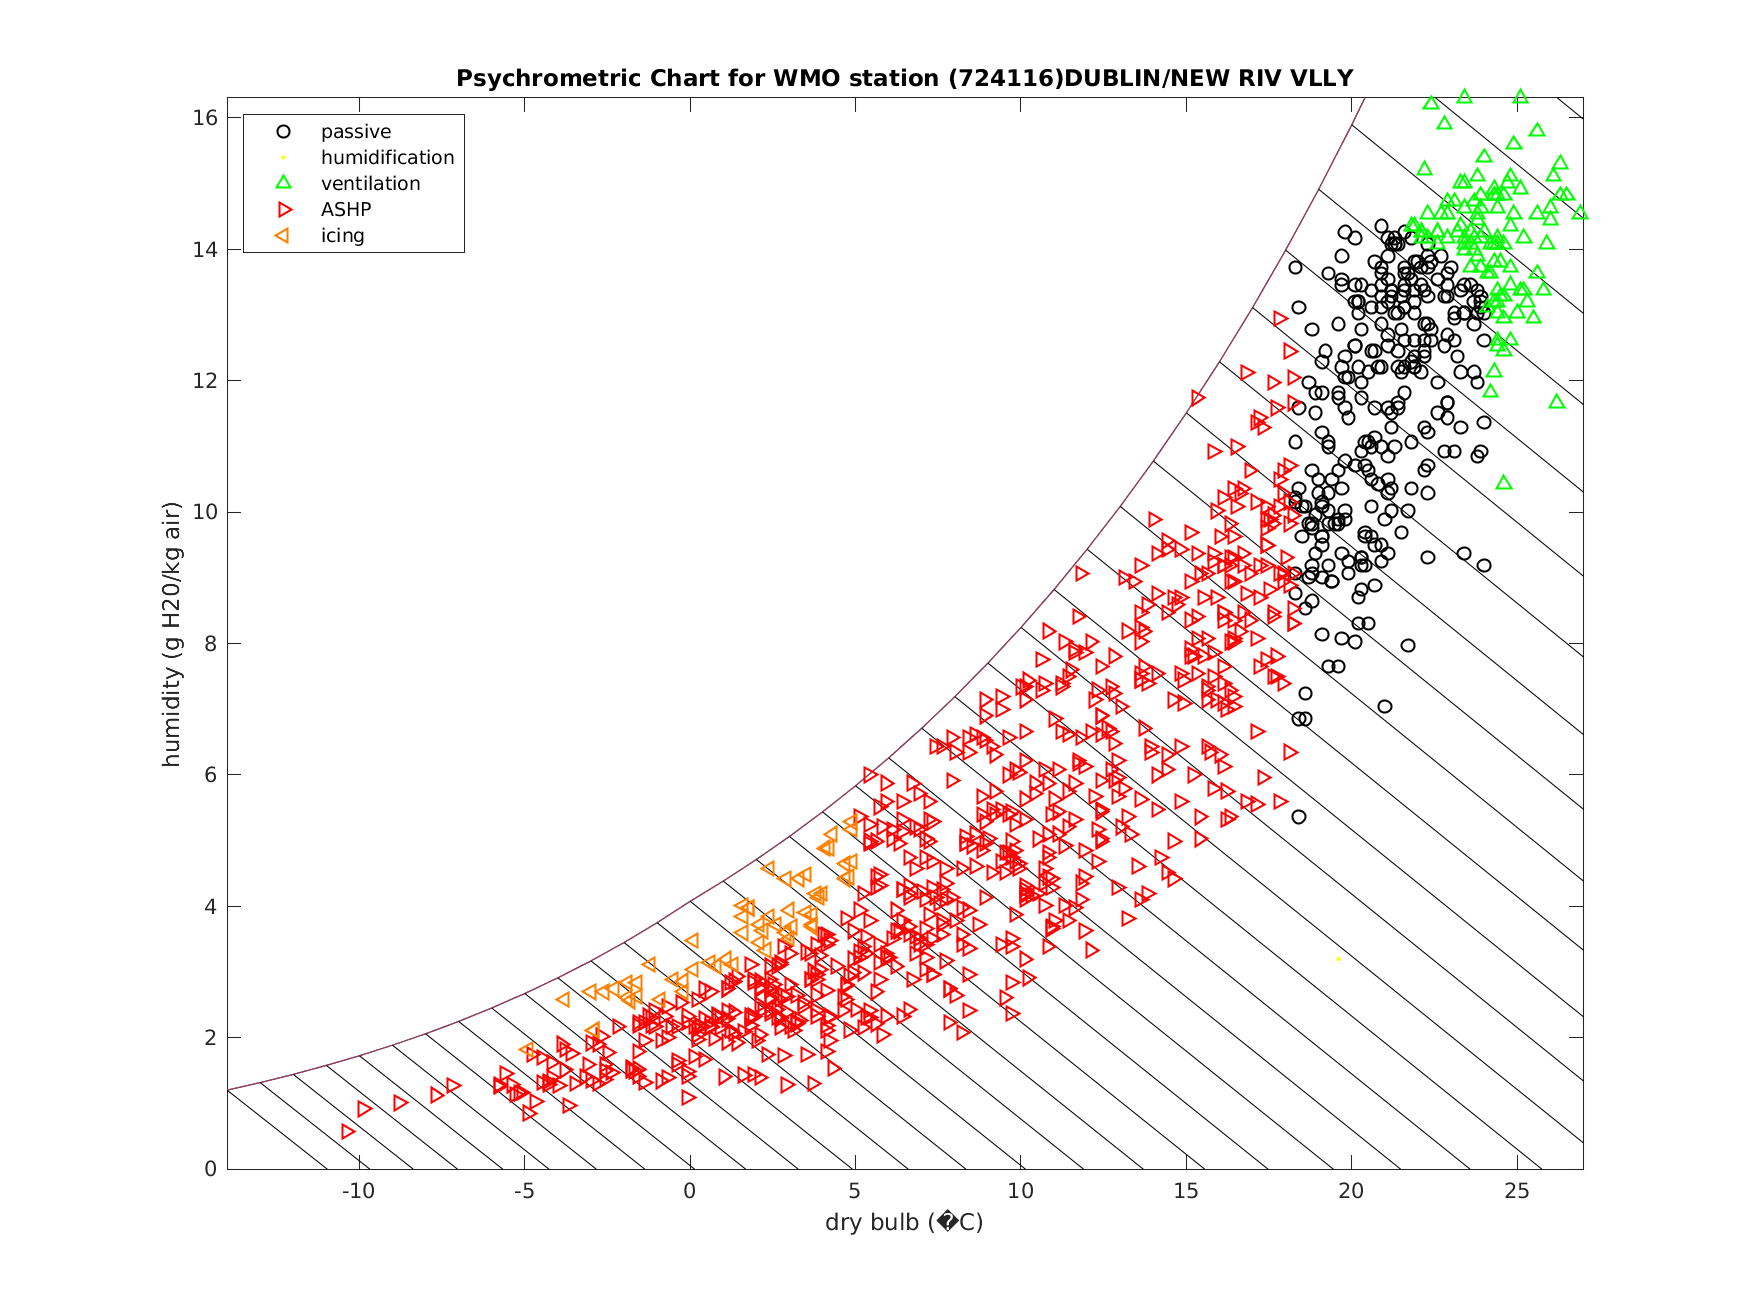 Psychrometric Chart for WMO station (724116)DUBLIN/NEW RIV VLLY
passive
humidification
ventilation
ASHP
icing
humidity (g H20/kg air)
16
14
12
10
8
6
4
2
0
-10 -5 0 5 10 15 20 25
dry bulb (�C)